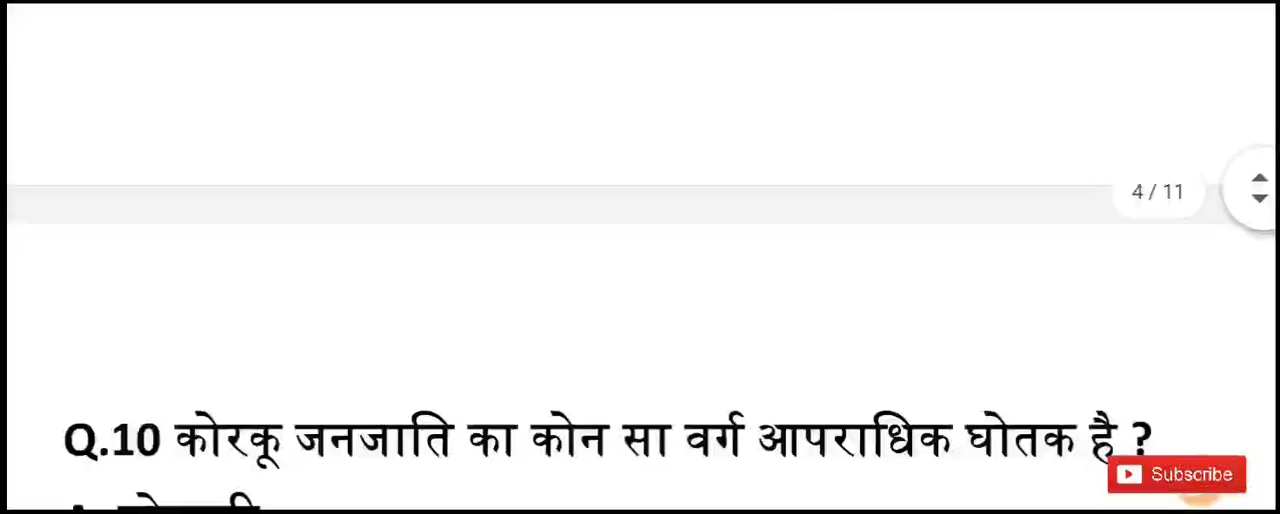 4 / 11
Q.10 कोरकू जनजाति का कोन सा वर्ग आपराधिक घोतक है ?
Subscribe